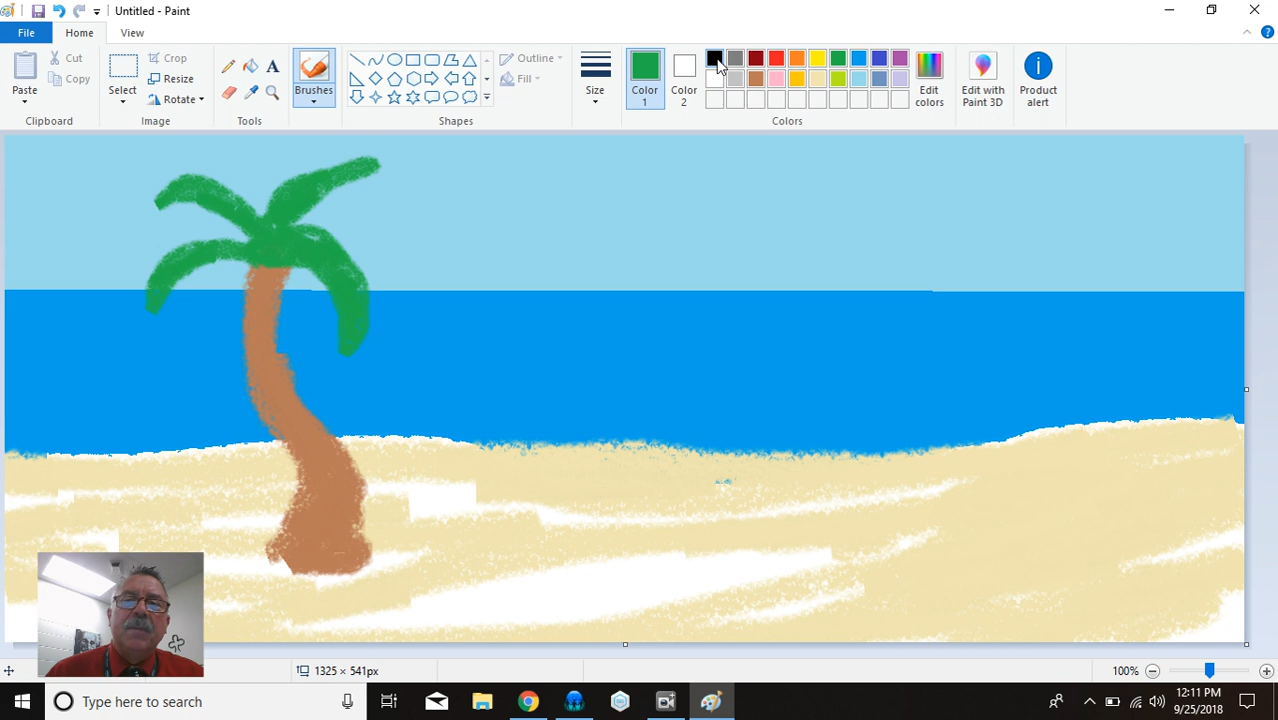 Untitled - Paint
File
Home
View
Paste
Cut
Copy
Clipboard
Select
Crop
Resize
Rotate
Image
A
Tools
Brushes
Outline
Fill
Shapes
Size
Color
1
Color
2
Edit
colors
Colors
Edit with
Paint 3D
Product
alert
1325 × 541px
100%
Type here to search
12:11 PM
9/25/2018